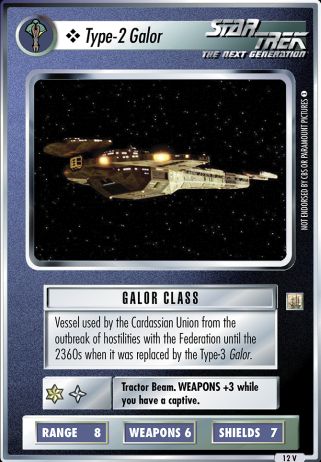 ❖ Type-2 Galor
STAR TREK
THE NEXT GENERATION
NOT ENDORSED BY CBS OR PARAMOUNT PICTURES
GALOR CLASS
Vessel used by the Cardassian Union from the
outbreak of hostilities with the Federation until the
2360s when it was replaced by the Type-3 Galor.
Tractor Beam. WEAPONS +3 while
you have a captive.
RANGE 8 WEAPONS 6 SHIELDS 7
12 V